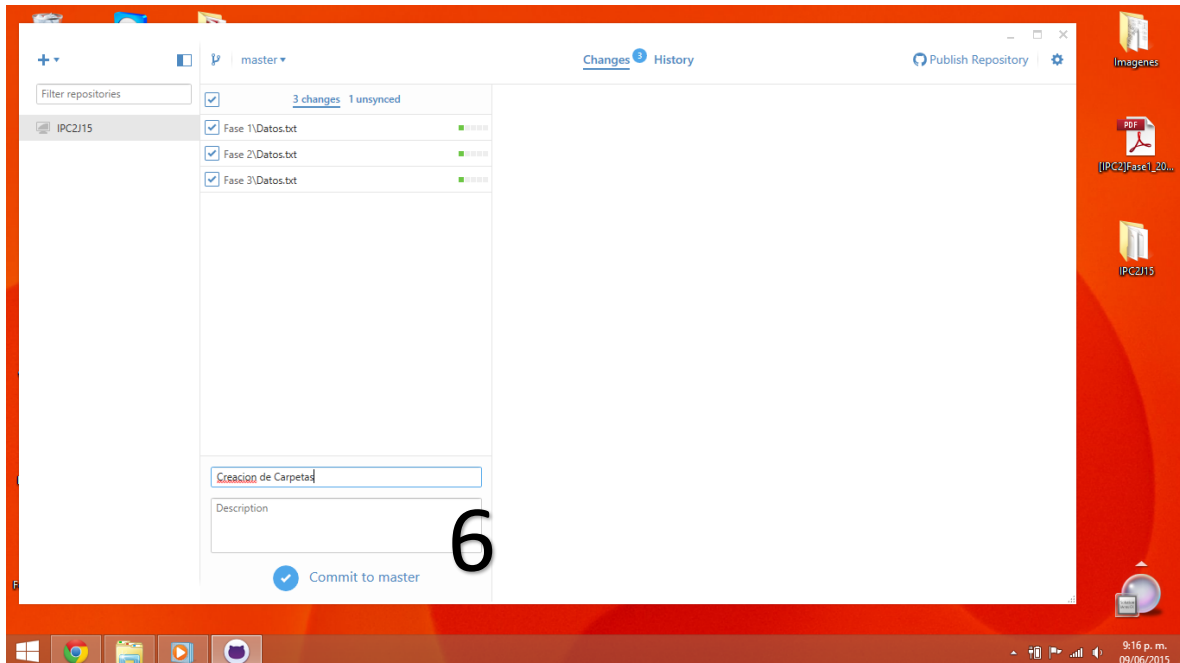 master
Changes 3 History
Publish Repository
Filter repositories
3 changes 1 unsynced
IPC2J15
Fase 1\Datos.txt
Fase 2\Datos.txt
Fase 3\Datos.txt
Creacion de Carpetas
Description
6
Commit to master
Imagenes
PDF
[IPC2]Fase1_20...
IPC2J15
9:16 p. m.
09/06/2015